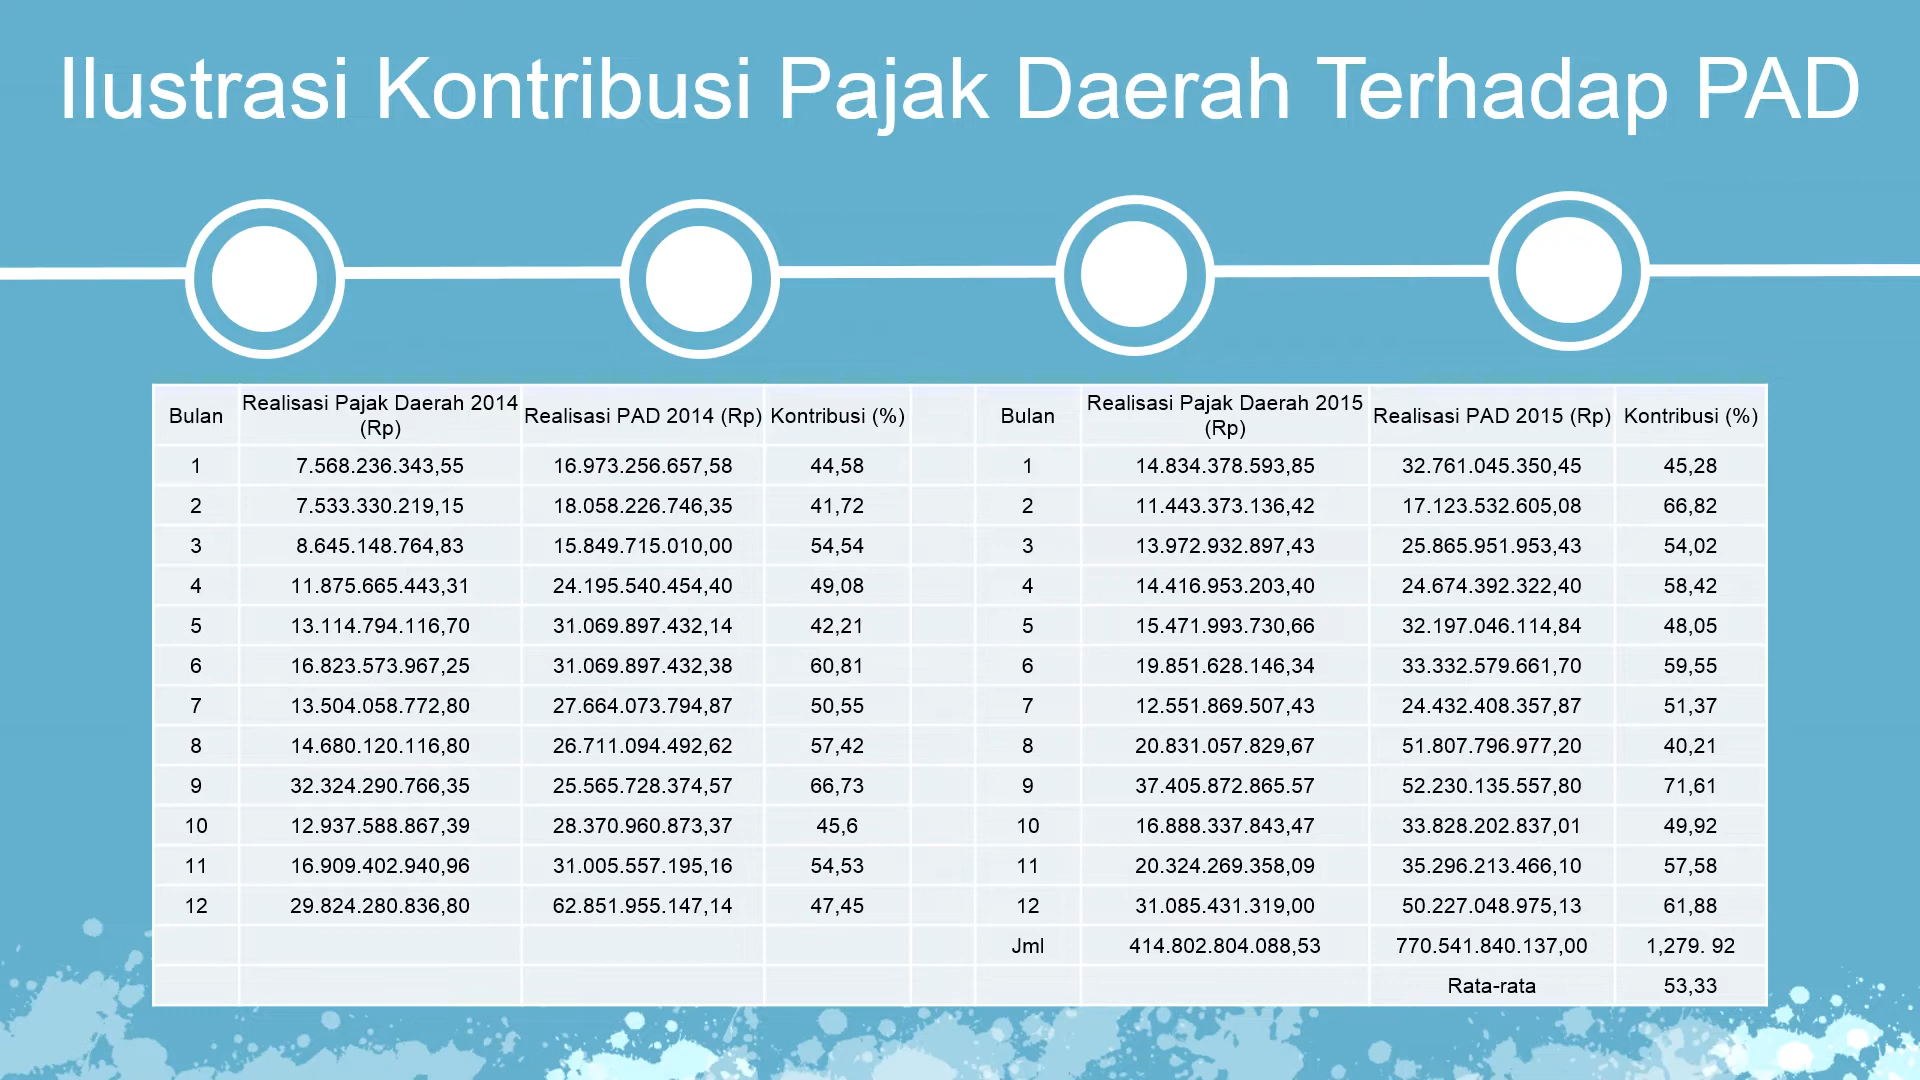 Ilustrasi Kontribusi Pajak Daerah Terhadap PAD
Bulan Realisasi Pajak Daerah 2014 (Rp) Realisasi PAD 2014 (Rp) Kontribusi (%) Bulan Realisasi Pajak Daerah 2015 (Rp) Realisasi PAD 2015 (Rp) Kontribusi (%)
1 7.568.236.343,55 16.973.256.657,58 44,58 1 14.834.378.593,85 32.761.045.350,45 45,28
2 7.533.330.219,15 18.058.226.746,35 41,72 2 11.443.373.136,42 17.123.532.605,08 66,82
3 8.645.148.764,83 15.849.715.010,00 54,54 3 13.972.932.897,43 25.865.951.953,43 54,02
4 11.875.665.443,31 24.195.540.454,40 49,08 4 14.416.953.203,40 24.674.392.322,40 58,42
5 13.114.794.116,70 31.069.897.432,14 42,21 5 15.471.993.730,66 32.197.046.114,84 48,05
6 16.823.573.967,25 31.069.897.432,38 60,81 6 19.851.628.146,34 33.332.579.661,70 59,55
7 13.504.058.772,80 27.664.073.794,87 50,55 7 12.551.869.507,43 24.432.408.357,87 51,37
8 14.680.120.116,80 26.711.094.492,62 57,42 8 20.831.057.829,67 51.807.796.977,20 40,21
9 32.324.290.766,35 25.565.728.374,57 66,73 9 37.405.872.865.57 52.230.135.557,80 71,61
10 12.937.588.867,39 28.370.960.873,37 45,6 10 16.888.337.843,47 33.828.202.837,01 49,92
11 16.909.402.940,96 31.005.557.195,16 54,53 11 20.324.269.358,09 35.296.213.466,10 57,58
12 29.824.280.836,80 62.851.955.147,14 47,45 12 31.085.431.319,00 50.227.048.975,13 61,88
Jml 414.802.804.088,53 770.541.840.137,00 1,279. 92
Rata-rata 53,33